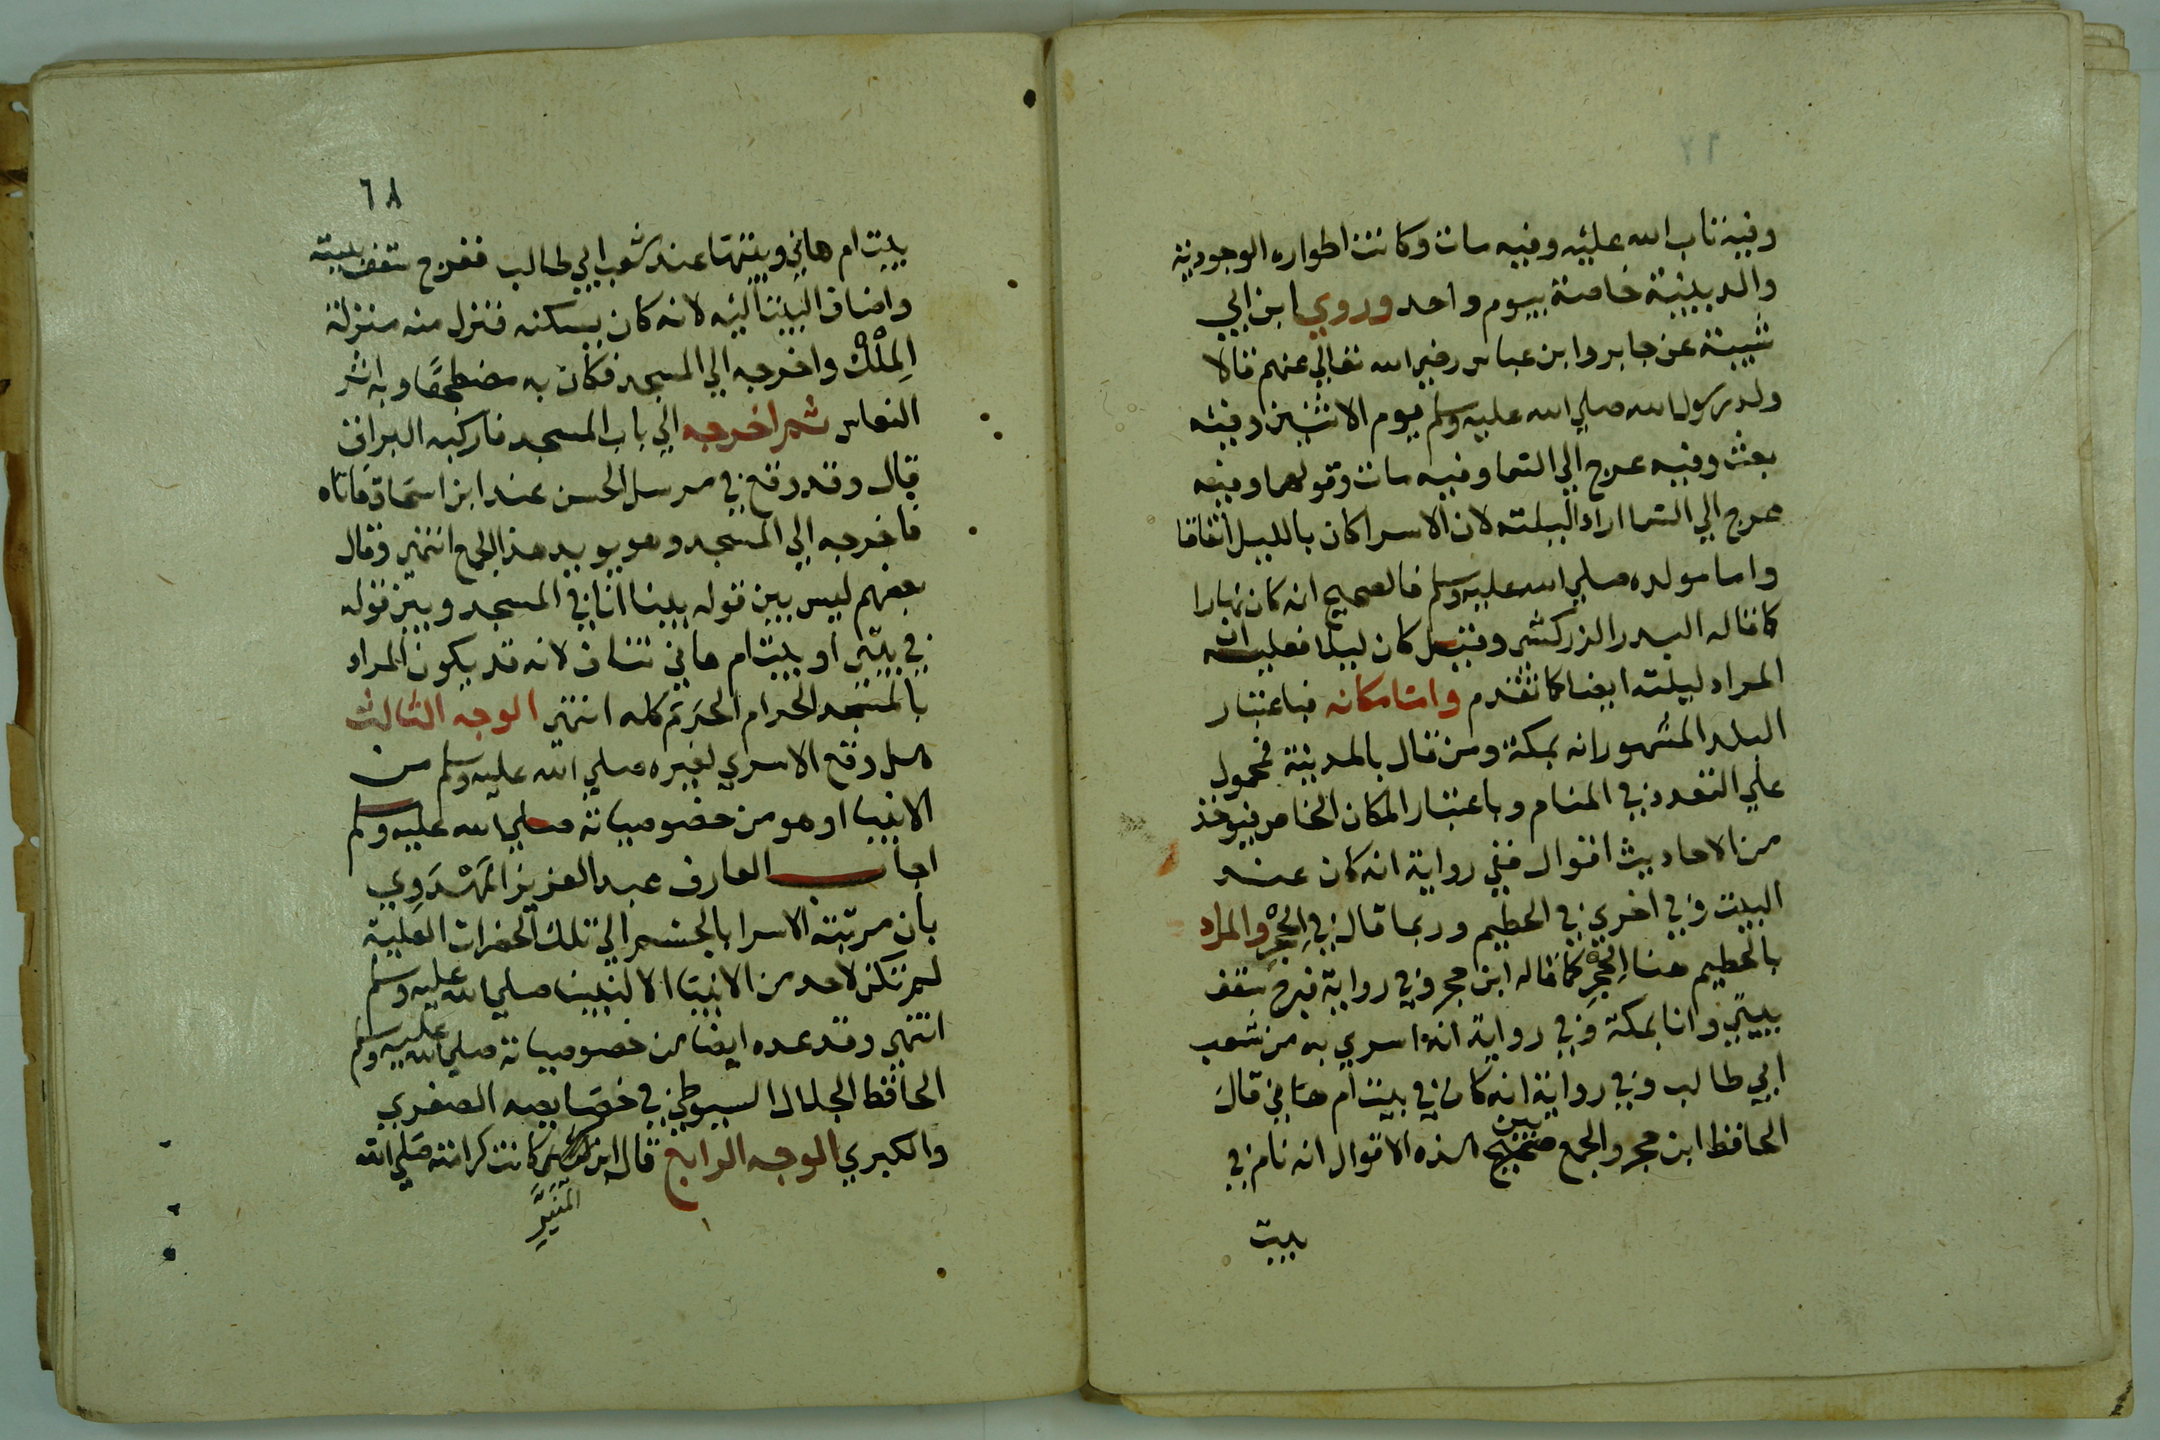 وفيه تاب الله عليه وفيه مات وكانت اطواره الوجودية
والدينية خاصة بيوم واحد وروي ابن ابي
شيبة عن جابر وابن عباس رضي الله تعالي عنهم قالا
ولد رسول الله صلي الله عليه وسلم يوم الاثنين وفيه
بعث وفيه عرج الي السما وفيه مات وقولهما وفيه
عرج الي السما اراد الليلته لان الاسرا كان بالليل اتفاقا
واما مولده صلي الله عليه وسلم فالصحيح انه كان نهارا
كما قاله البدر الزركشي وقيل كان ليلا فعليه ان
المراد ليلته ايضا كما تقدم واما مكانه فباعتبار
البلد المشهور انه بمكة ومن قال بالمدينة فمحمول
علي التعدد في المنام وباعتبار المكان الخاص فيوخذ
من الاحاديث اقوال ففي رواية انه كان عند
البيت وفي اخري في الحطيم وربما قال في الحِجْرِ والمراد
بالحطيم هنا الحِجْر كما قاله ابن حجر وفي رواية فرج سقف
بيتي وانا بمكة وفي رواية انه اسري به من شعب
ابي طالب وفي رواية انه كان في بيت ام هاني قال
الحافظ ابن حجر والجمع بين هذه الاقوال انه نام في
بيت
٦٨
بيت ام هاني وبيتها عند شعب ابي طالب ففرج سقف بيته
واضاف البيت اليه لانه كان يسكنه فنزل منه منزلة
المِلْك واخرجه الي المسجد فكان به مضطجعا وبه اثر
النعاس ثم اخرجه الي باب المسجد فاركبه البراق
قال وقد وقع في مرسل الحسن عند ابن اسحاق فاتاه
فاخرجه الي المسجد وهو يويد هذا الجمع انتهي وقال
بعضهم ليس بين قوله بينا انا في المسجد وبين قوله
في بيتي او بيت ام هاني تناف لانه قد يكون المراد
بالمسجد الحرام الحرم كله انتهي الوجه الثالث
هل وقع الاسري لغيره صلي الله عليه وسلم من
الانبيا او هو من خصوصياته صلي الله عليه وسلم
اجاب العارف عبد العزيز المَهْدَوِي
بأن مرتبة الاسرا بالجسم الي تلك الحضرات العلية
لم تكن لاحد من الانبيا الا لنبينا صلي الله عليه وسلم
انتهي وقد عده ايضا من خصوصياته صلي الله عليه وسلم
الحافظ الجلال السيوطي في خصايصه الصغري
والكبري الوجه الرابع قال ابن كانت كرامته صلي الله
المنيَّرِ